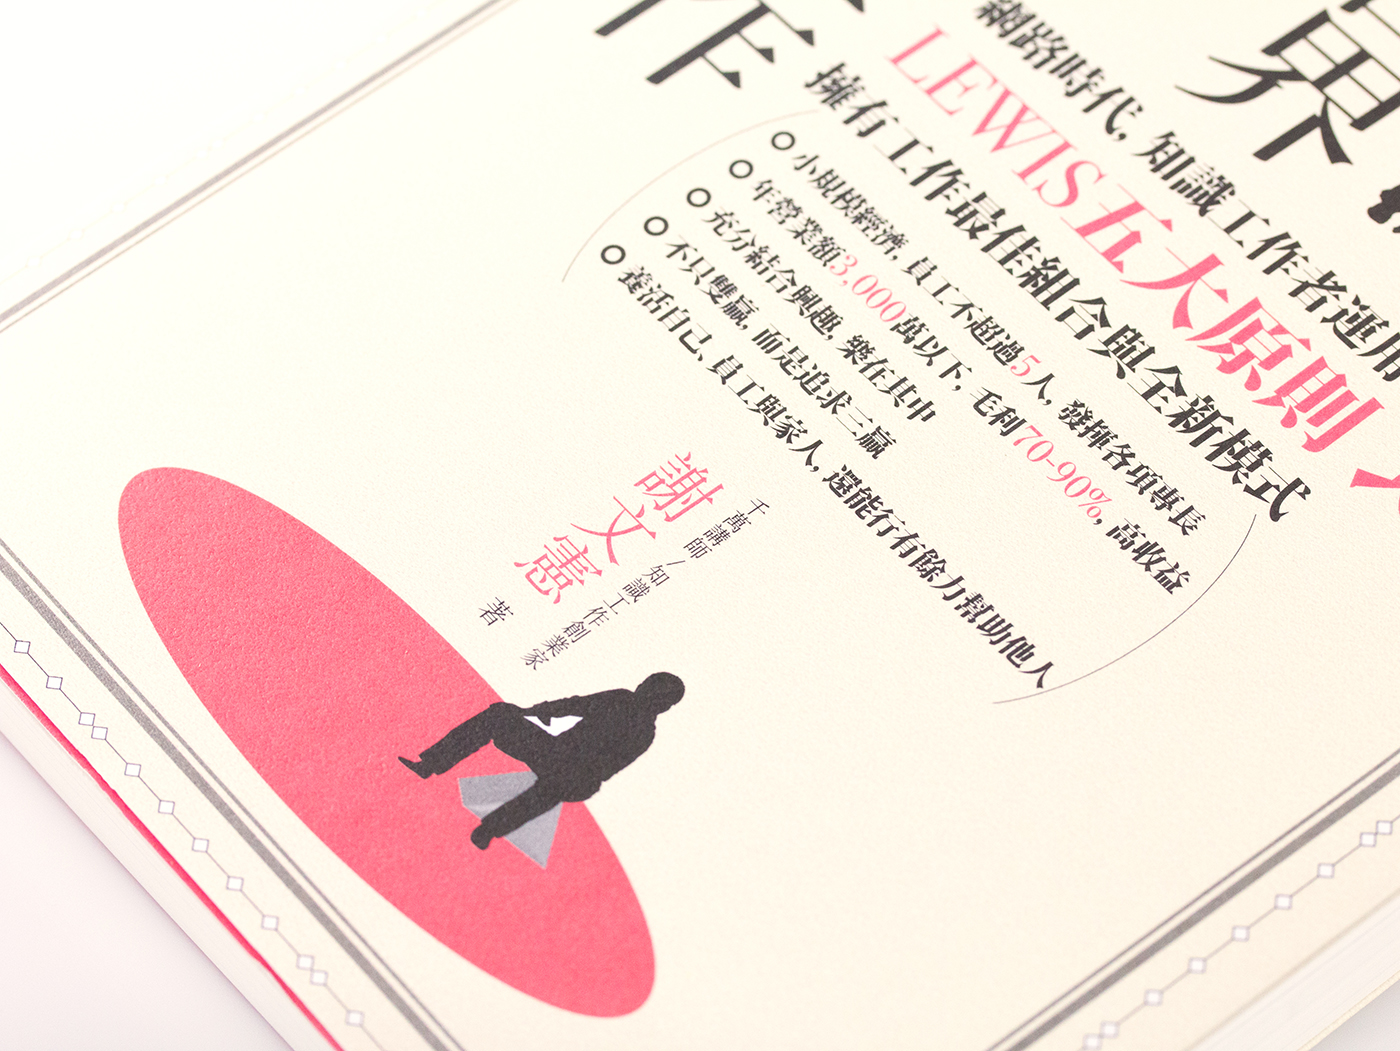 界
作
網路時代，知識工作者運用
LEWIS五大原則
擁有工作最佳組合與全新模式
小規模經濟，員工不超過5人，發揮各項專長
年營業額3,000萬以下，毛利70-90%，高收益
充分結合興趣，樂在其中
不只雙贏，而是追求三贏
養活自己、員工與家人，還能行有餘力幫助他人
千萬講師/知識工作創業家
謝文憲
著